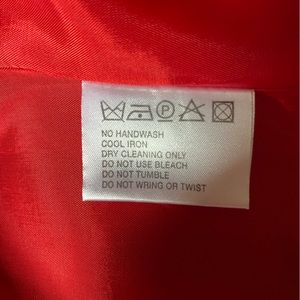 P
NO HANDWASH
COOL IRON
DRY CLEANING ONLY
DO NOT USE BLEACH
DO NOT TUMBLE
DO NOT WRING OR TWIST